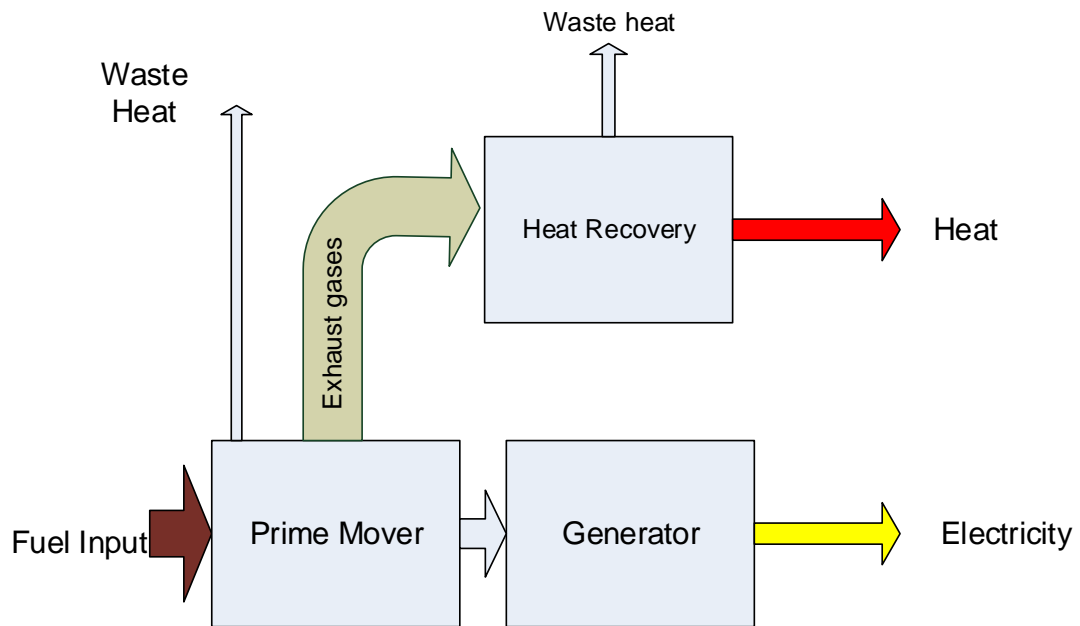 Waste heat
Waste
Heat
Heat Recovery
Heat
Exhaust gases
Fuel Input
Prime Mover
Generator
Electricity